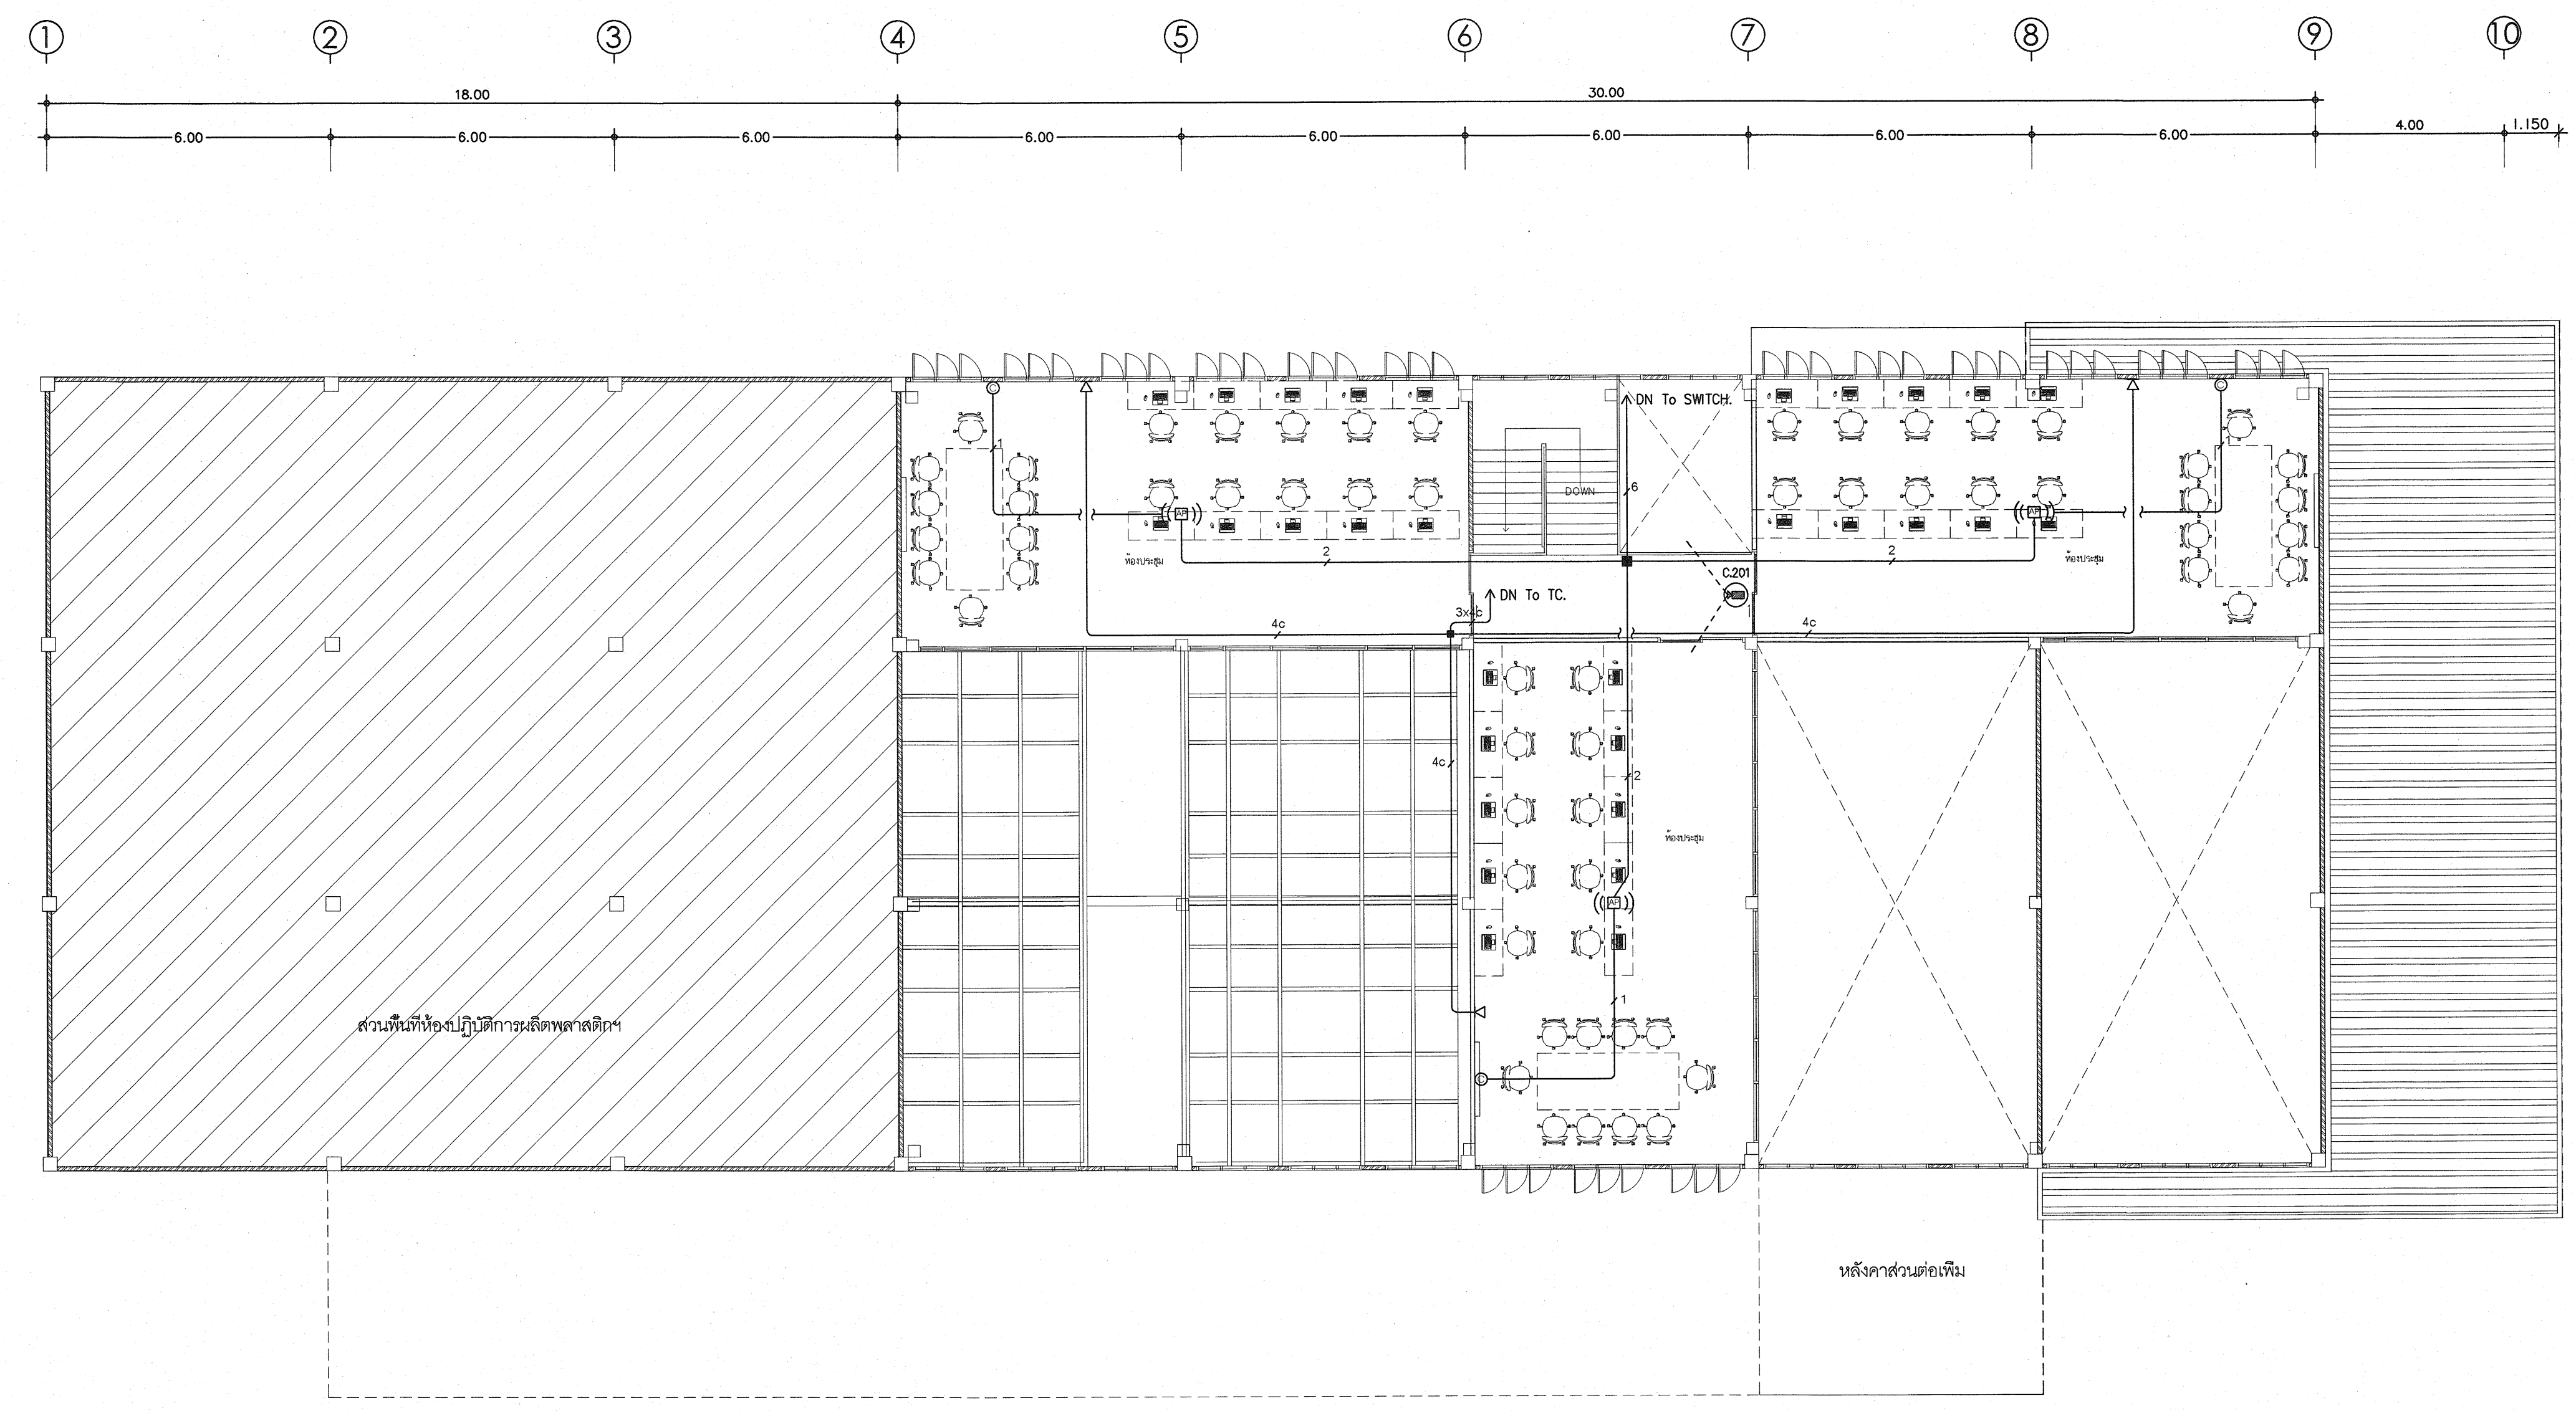 1 2 3 4 5 6 7 8 9 10
18.00 30.00
6.00 6.00 6.00 6.00 6.00 6.00 6.00 6.00 4.00 1.150
DN To SWITCH.
1
1
6
DOWN
AP
AP
2
2
ห้องประชุม
ห้องประชุม
C.201
DN To TC.
3x4c
4c
4c
4c
2
ห้องประชุม
AP
1
ส่วนพื้นที่ห้องปฏิบัติการผลิตพลาสติกฯ
C
หลังคาส่วนต่อเพิ่ม